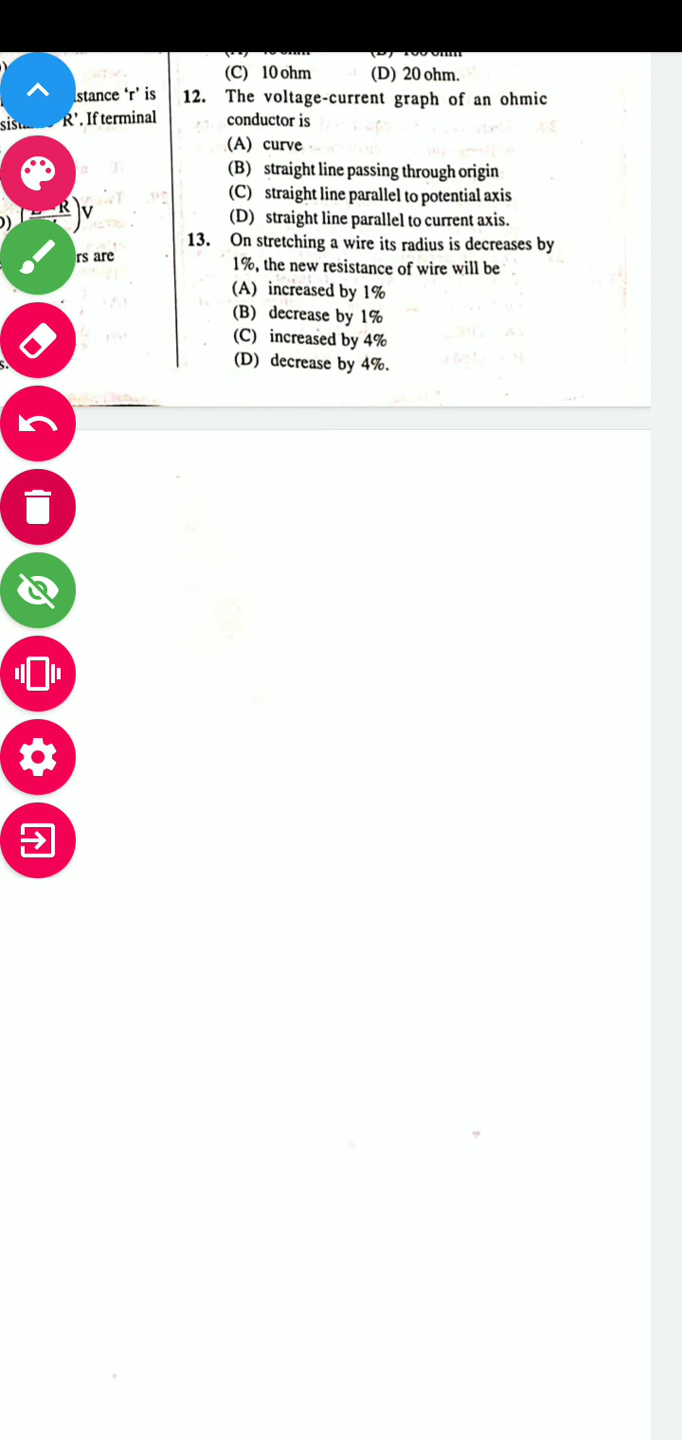 stance ‘r’ is
R’. If terminal
R
)V
rs are
(C) 10 ohm (D) 20 ohm.
12. The voltage-current graph of an ohmic
conductor is
(A) curve
(B) straight line passing through origin
(C) straight line parallel to potential axis
(D) straight line parallel to current axis.
13. On stretching a wire its radius is decreases by
1%, the new resistance of wire will be
(A) increased by 1%
(B) decrease by 1%
(C) increased by 4%
(D) decrease by 4%.